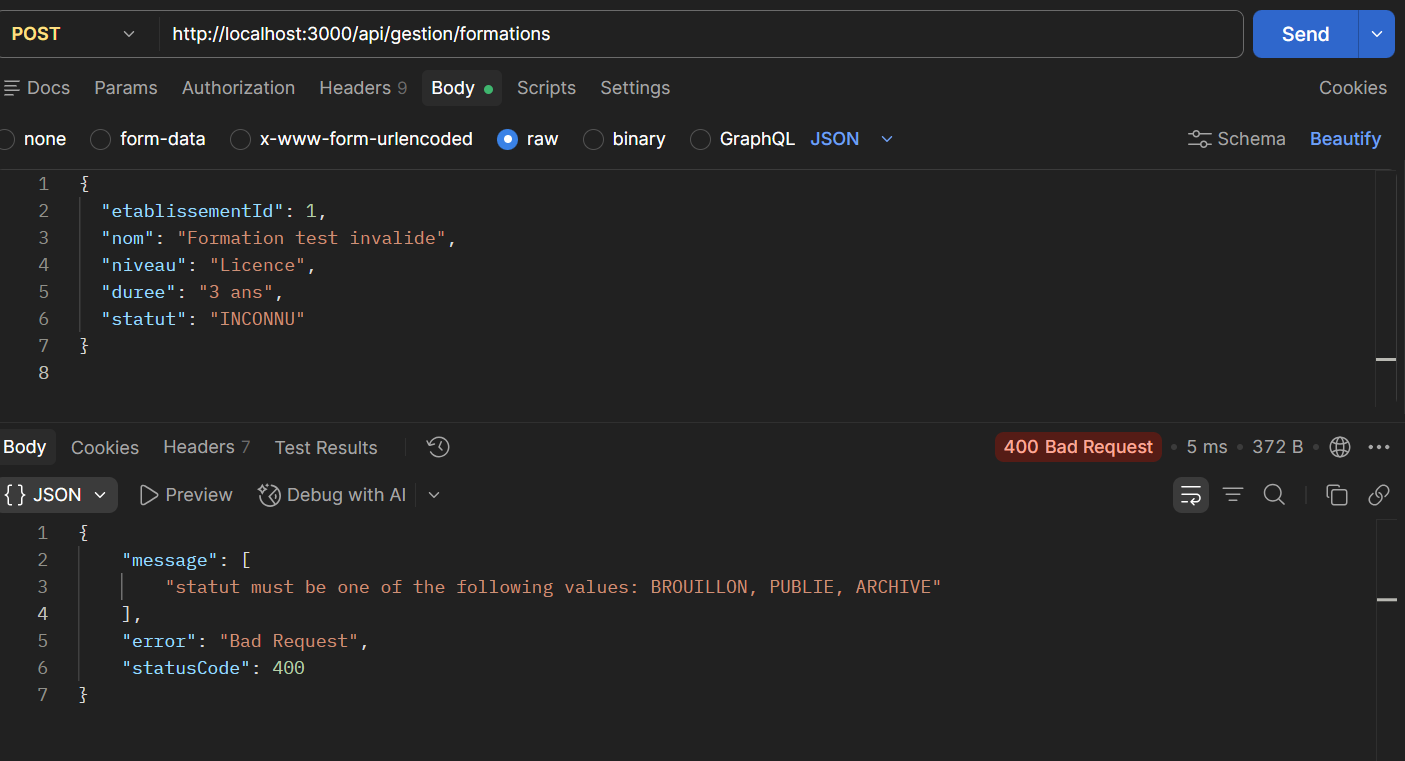 POST http://localhost:3000/api/gestion/formations Send
Docs Params Authorization Headers 9 Body Scripts Settings Cookies
none form-data x-www-form-urlencoded raw binary GraphQL JSON Schema Beautify
1 {
2 "etablissementId": 1,
3 "nom": "Formation test invalide",
4 "niveau": "Licence",
5 "duree": "3 ans",
6 "statut": "INCONNU"
7 }
8
Body Cookies Headers 7 Test Results 400 Bad Request • 5 ms • 372 B •
{} JSON Preview Debug with AI
1 {
2 "message": [
3 "statut must be one of the following values: BROUILLON, PUBLIE, ARCHIVE"
4 ],
5 "error": "Bad Request",
6 "statusCode": 400
7 }